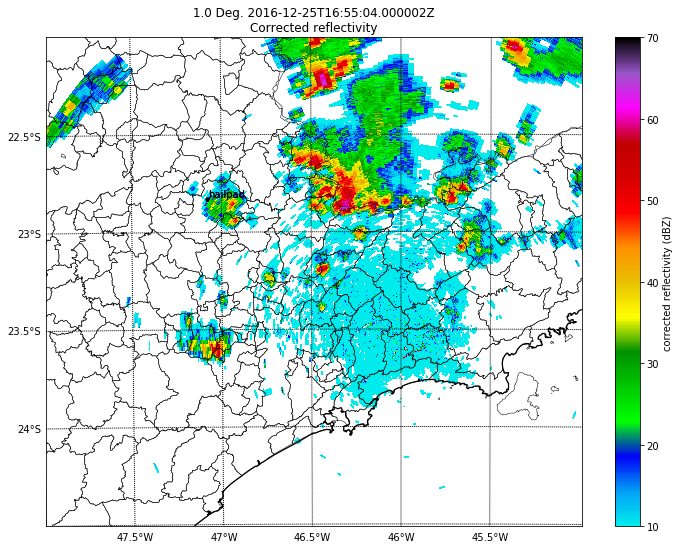 1.0 Deg. 2016-12-25T16:55:04.000002Z
Corrected reflectivity
70
60
50
40
30
20
10
corrected reflectivity (dBZ)
22.5°S
hailpad
23°S
23.5°S
24°S
47.5°W 47°W 46.5°W 46°W 45.5°W